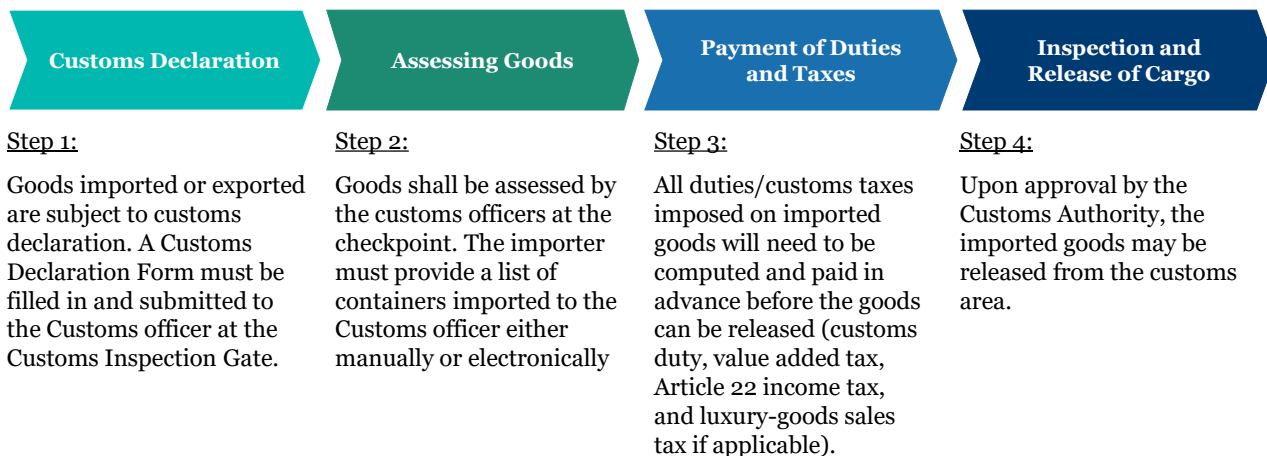 Customs Declaration
Assessing Goods
Payment of Duties
and Taxes
Inspection and
Release of Cargo
Step 1:
Goods imported or exported
are subject to customs
declaration. A Customs
Declaration Form must be
filled in and submitted to
the Customs officer at the
Customs Inspection Gate.
Step 2:
Goods shall be assessed by
the customs officers at the
checkpoint. The importer
must provide a list of
containers imported to the
Customs officer either
manually or electronically
Step 3:
All duties/customs taxes
imposed on imported
goods will need to be
computed and paid in
advance before the goods
can be released (customs
duty, value added tax,
Article 22 income tax,
and luxury-goods sales
tax if applicable).
Step 4:
Upon approval by the
Customs Authority, the
imported goods may be
released from the customs
area.